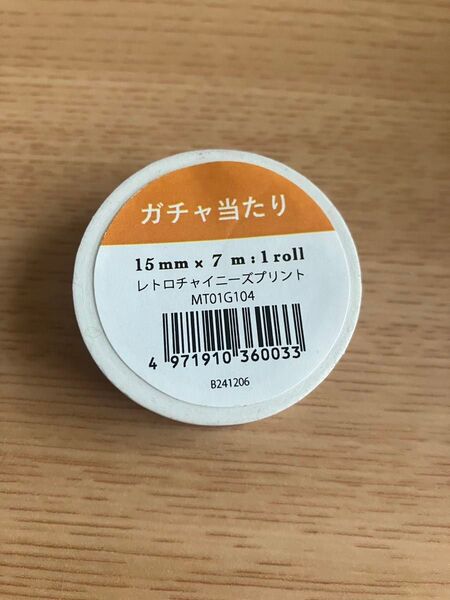 ガチャ当たり
15mm × 7 m : 1 roll
レトロチャイニーズプリント
MT01G104
4 971910 360033
B241206